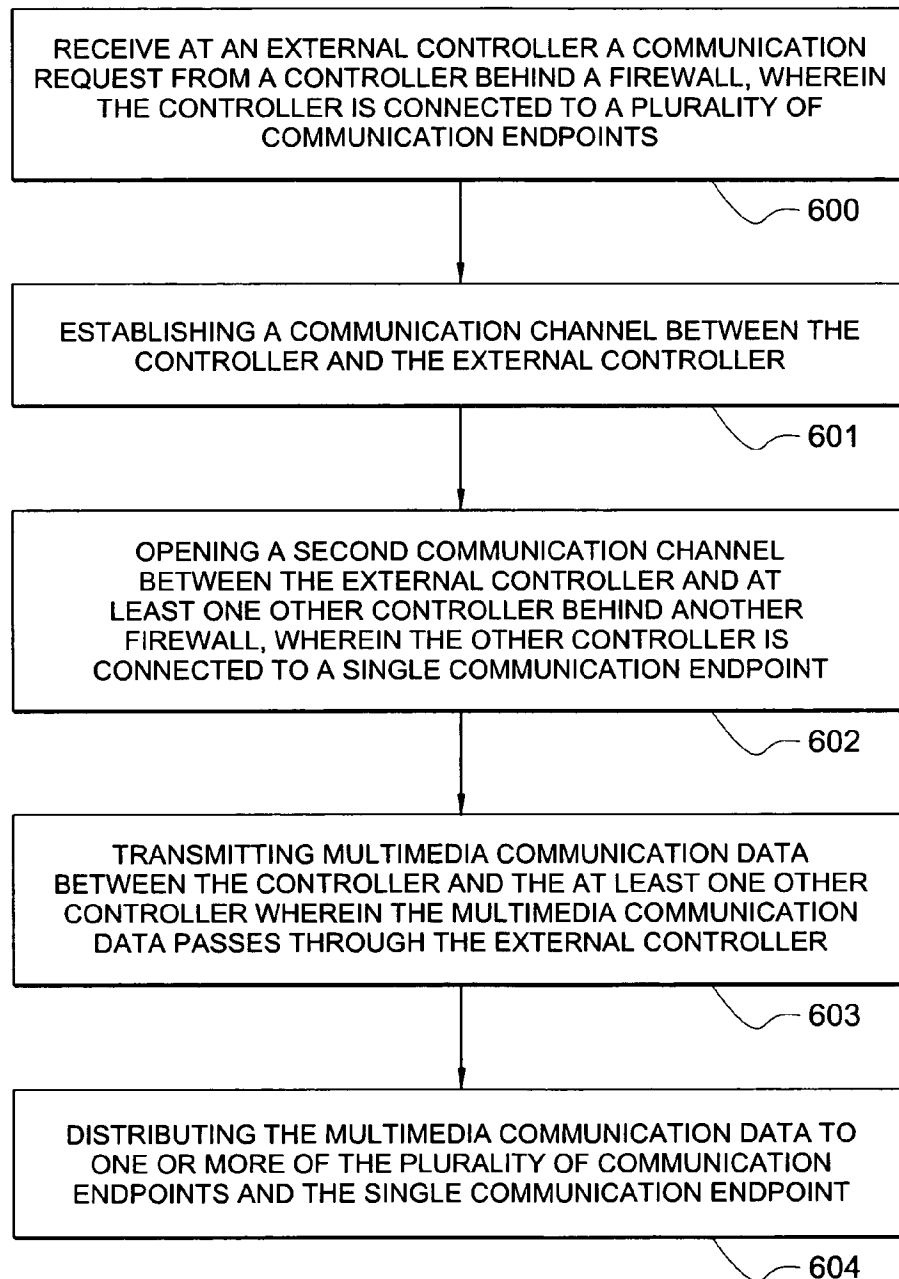 RECEIVE AT AN EXTERNAL CONTROLLER A COMMUNICATION
REQUEST FROM A CONTROLLER BEHIND A FIREWALL, WHEREIN
THE CONTROLLER IS CONNECTED TO A PLURALITY OF
COMMUNICATION ENDPOINTS
600
ESTABLISHING A COMMUNICATION CHANNEL BETWEEN THE
CONTROLLER AND THE EXTERNAL CONTROLLER
601
OPENING A SECOND COMMUNICATION CHANNEL
BETWEEN THE EXTERNAL CONTROLLER AND AT
LEAST ONE OTHER CONTROLLER BEHIND ANOTHER
FIREWALL, WHEREIN THE OTHER CONTROLLER IS
CONNECTED TO A SINGLE COMMUNICATION ENDPOINT
602
TRANSMITTING MULTIMEDIA COMMUNICATION DATA
BETWEEN THE CONTROLLER AND THE AT LEAST ONE OTHER
CONTROLLER WHEREIN THE MULTIMEDIA COMMUNICATION
DATA PASSES THROUGH THE EXTERNAL CONTROLLER
603
DISTRIBUTING THE MULTIMEDIA COMMUNICATION DATA TO
ONE OR MORE OF THE PLURALITY OF COMMUNICATION
ENDPOINTS AND THE SINGLE COMMUNICATION ENDPOINT
604